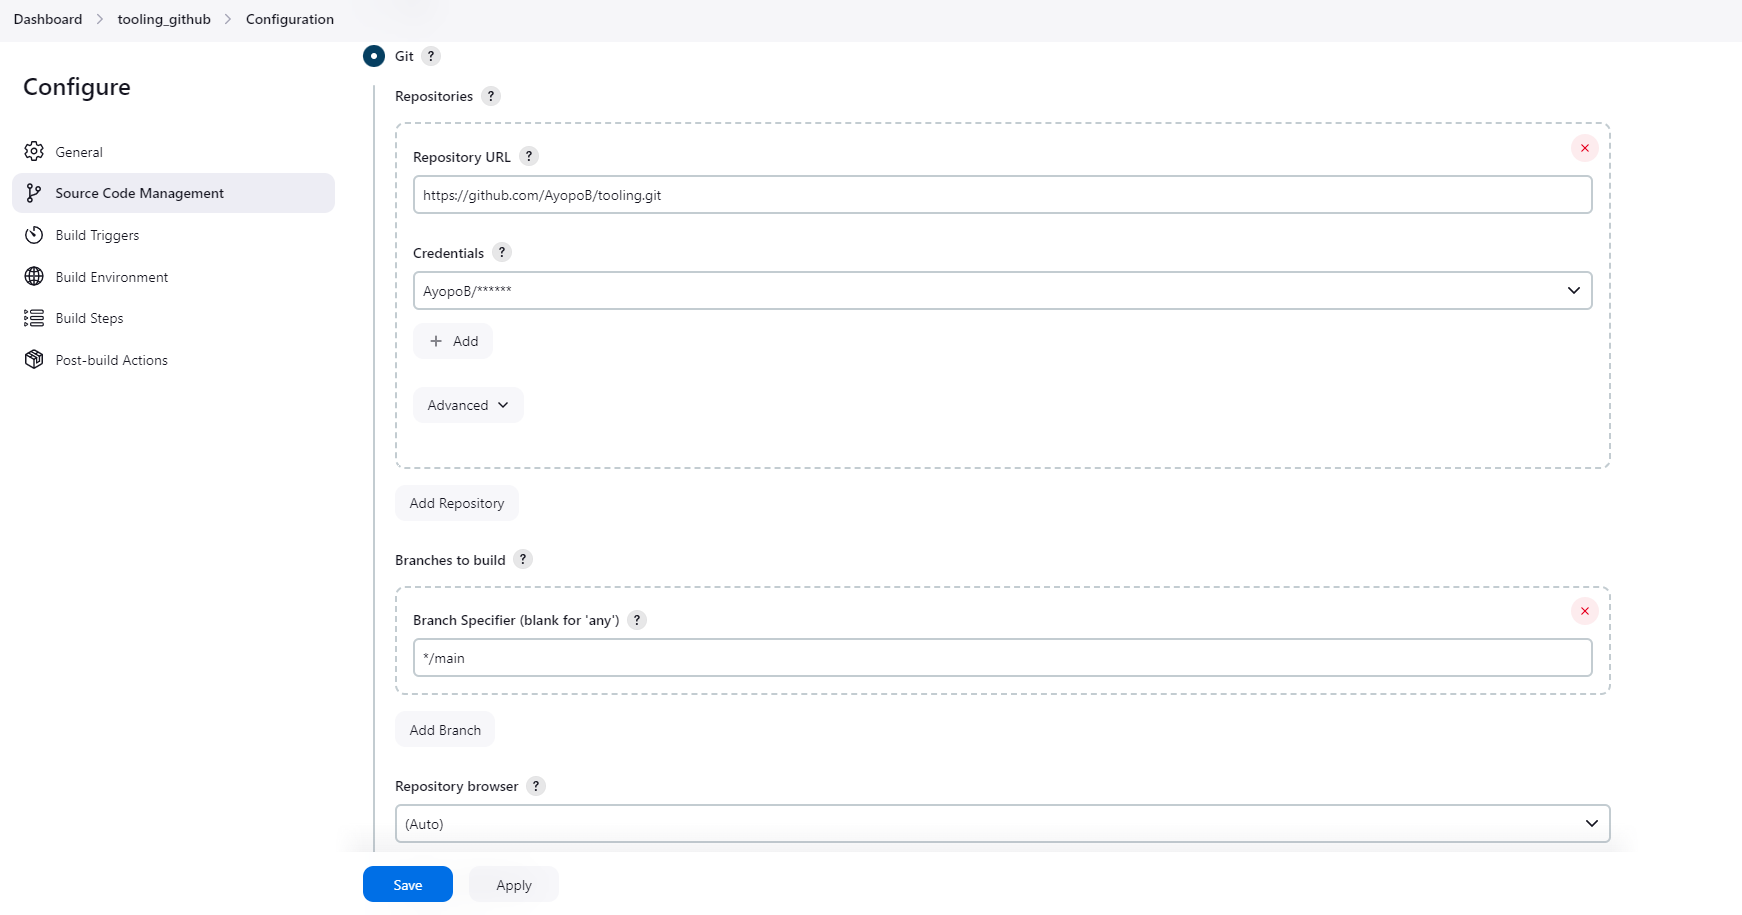 Dashboard > tooling_github > Configuration
Configure
General
Source Code Management
Build Triggers
Build Environment
Build Steps
Post-build Actions
Git ?
Repositories ?
Repository URL ?
https://github.com/AyopoB/tooling.git
Credentials ?
AyopoB/******
+ Add
Advanced
Add Repository
Branches to build ?
Branch Specifier (blank for 'any') ?
*/main
Add Branch
Repository browser ?
(Auto)
Save Apply